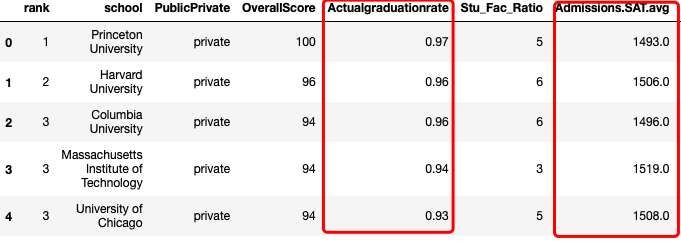 rank school PublicPrivate OverallScore Actualgraduationrate Stu_Fac_Ratio Admissions.SAT.avg
0 1 Princeton University private 100 0.97 5 1493.0
1 2 Harvard University private 96 0.96 6 1506.0
2 3 Columbia University private 94 0.96 6 1496.0
3 3 Massachusetts Institute of Technology private 94 0.94 3 1519.0
4 3 University of Chicago private 94 0.93 5 1508.0